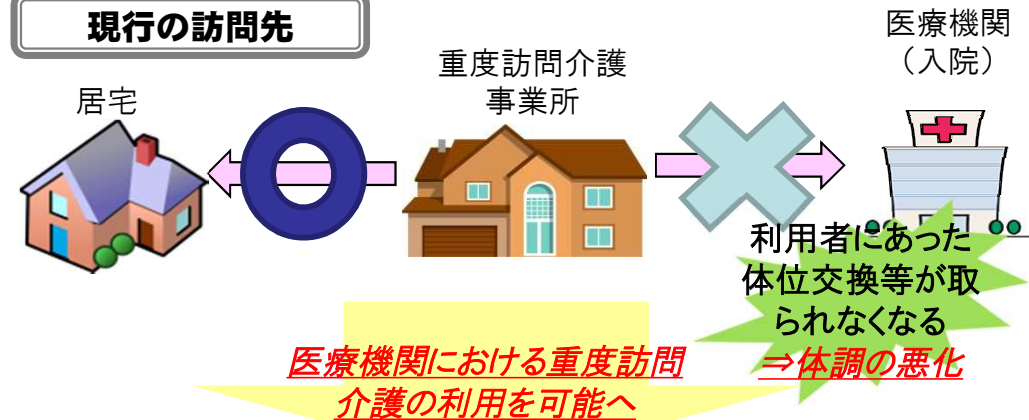 現行の訪問先
居宅
重度訪問介護
事業所
医療機関
（入院）
利用者にあった
体位交換等が取
られなくなる
⇒体調の悪化
医療機関における重度訪問
介護の利用を可能へ